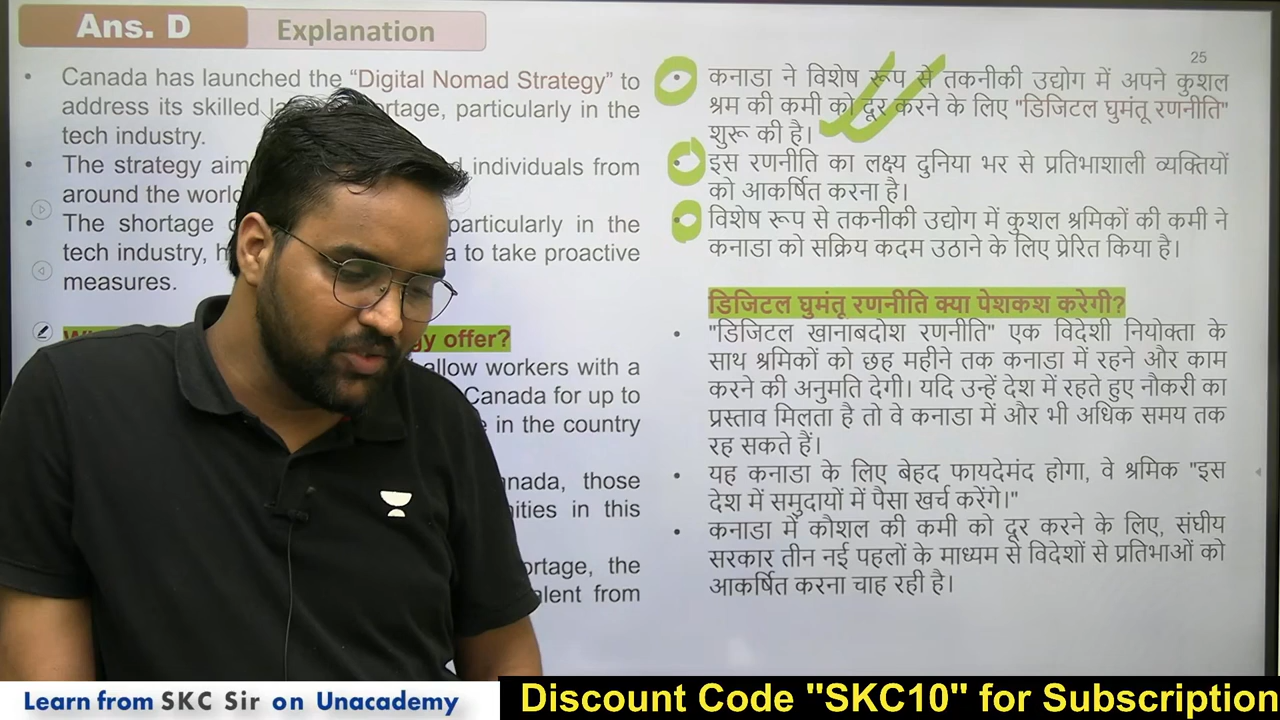 Ans. D
Explanation
25
• Canada has launched the “Digital Nomad Strategy” to
address its skilled rtage, particularly in the
tech industry.
• The strategy aim individuals from
around the world
• The shortage particularly in the
tech industry, h to take proactive
measures.
gy offer?
allow workers with a
Canada for up to
in the country
nada, those
nities in this
ortage, the
alent from
• कनाडा ने विशेष रूप से तकनीकी उद्योग में अपने कुशल
श्रम की कमी को दूर करने के लिए "डिजिटल घुमंतू रणनीति"
शुरू की है।
• इस रणनीति का लक्ष्य दुनिया भर से प्रतिभाशाली व्यक्तियों
को आकर्षित करना है।
• विशेष रूप से तकनीकी उद्योग में कुशल श्रमिकों की कमी ने
कनाडा को सक्रिय कदम उठाने के लिए प्रेरित किया है।
डिजिटल घुमंतू रणनीति क्या पेशकश करेगी?
• "डिजिटल खानाबदोश रणनीति" एक विदेशी नियोक्ता के
साथ श्रमिकों को छह महीने तक कनाडा में रहने और काम
करने की अनुमति देगी। यदि उन्हें देश में रहते हुए नौकरी का
प्रस्ताव मिलता है तो वे कनाडा में और भी अधिक समय तक
रह सकते हैं।
• यह कनाडा के लिए बेहद फायदेमंद होगा, वे श्रमिक "इस
देश में समुदायों में पैसा खर्च करेंगे।"
• कनाडा में कौशल की कमी को दूर करने के लिए, संघीय
सरकार तीन नई पहलों के माध्यम से विदेशों से प्रतिभाओं को
आकर्षित करना चाह रही है।
Learn from SKC Sir on Unacademy
Discount Code "SKC10" for Subscription